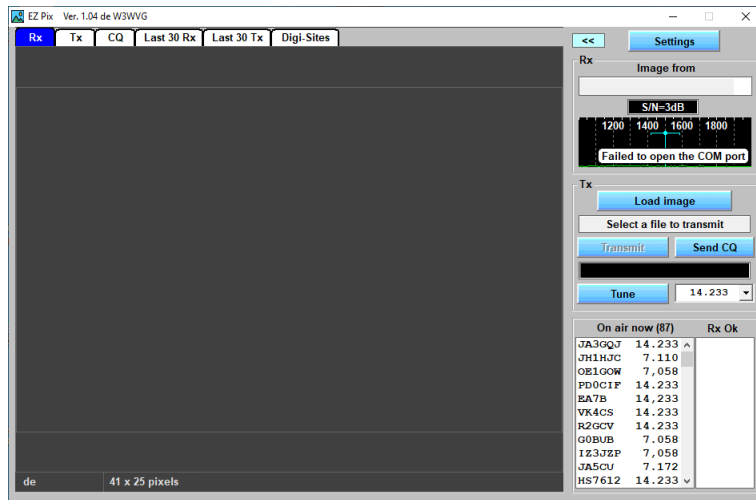 EZ Pix Ver. 1.04 de W3WVG
Rx Tx CQ Last 30 Rx Last 30 Tx Digi-Sites
<< Settings
Rx
Image from
S/N=3dB
1200 1400 1600 1800
Failed to open the COM port
Tx
Load image
Select a file to transmit
Transmit Send CQ
Tune 14.233
On air now (87) Rx Ok
JA3GQJ 14.233
JH1HJC 7.110
OE1GOW 7,058
PD0CIF 14.233
EA7B 14,233
VK4CS 14.233
R2GCV 14.233
G0BUB 7.058
IZ3JZP 7,058
JA5CU 7.172
HS7612 14.233
de 41 x 25 pixels